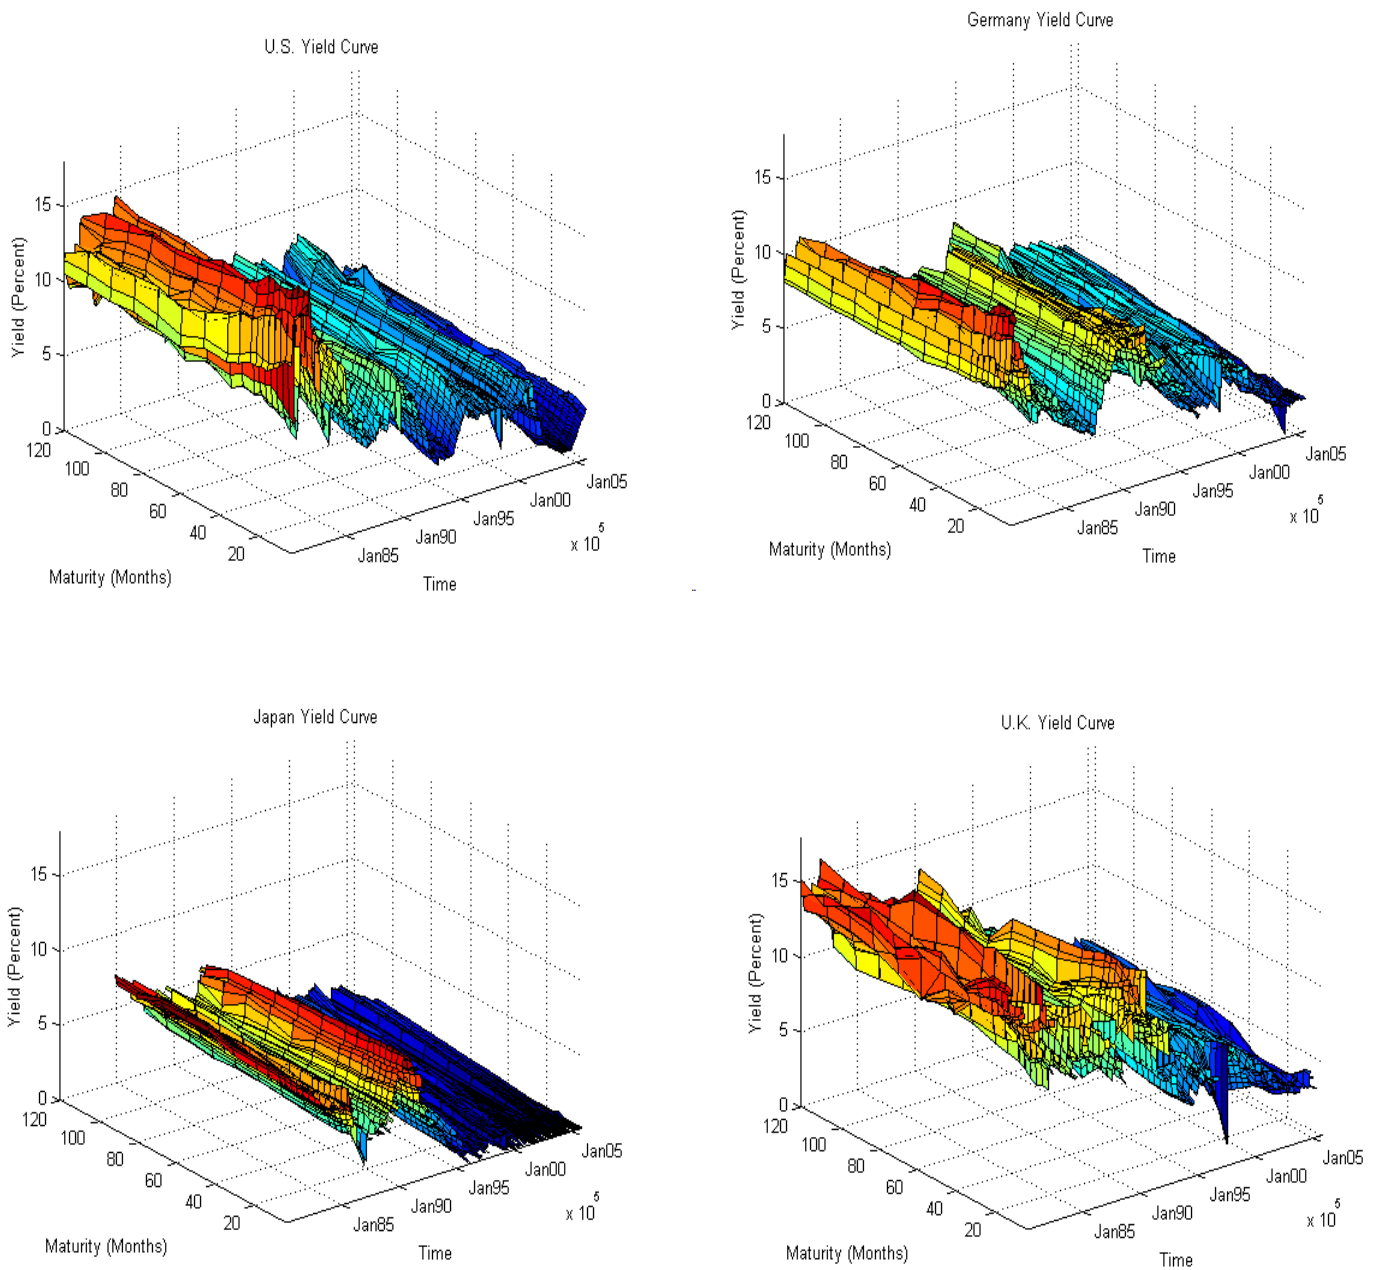 U.S. Yield Curve
Yield (Percent)
15
10
5
0
120
100
80
60
40
20
Maturity (Months)
Jan85
Jan90
Jan95
Jan00
Jan05
x 10
5
Time
Germany Yield Curve
Yield (Percent)
15
10
5
0
120
100
80
60
40
20
Maturity (Months)
Jan85
Jan90
Jan95
Jan00
Jan05
x 10
5
Time
Japan Yield Curve
Yield (Percent)
15
10
5
0
120
100
80
60
40
20
Maturity (Months)
Jan85
Jan90
Jan95
Jan00
Jan05
x 10
5
Time
U.K. Yield Curve
Yield (Percent)
15
10
5
0
120
100
80
60
40
20
Maturity (Months)
Jan85
Jan90
Jan95
Jan00
Jan05
x 10
5
Time